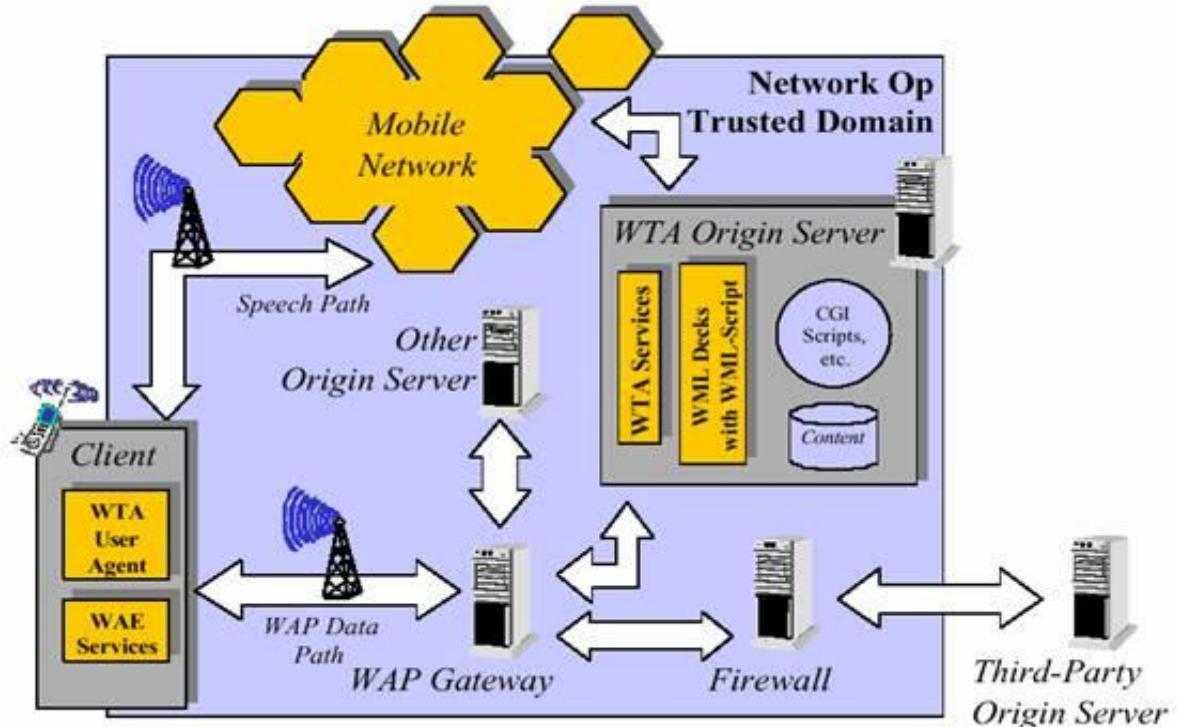 Network Op
Trusted Domain
Mobile
Network
WTA Origin Server
Speech Path
WTA Services
WML Decks
with WML-Script
CGI
Scripts,
etc.
Content
Other
Origin Server
Client
WTA
User
Agent
WAE
Services
WAP Data
Path
WAP Gateway
Firewall
Third-Party
Origin Server